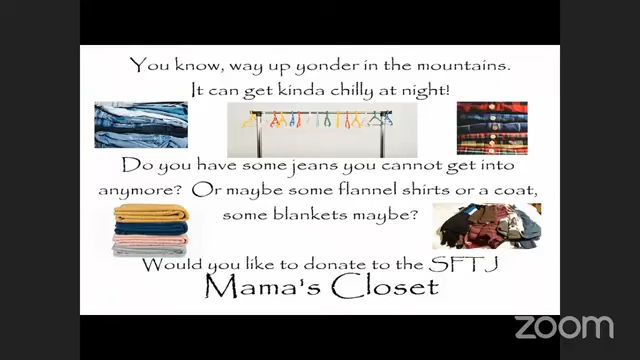 You know, way up yonder in the mountains.
It can get kinda chilly at night!
Do you have some jeans you cannot get into
anymore? Or maybe some flannel shirts or a coat,
some blankets maybe?
Would you like to donate to the SFTJ
Mama's Closet
zoom